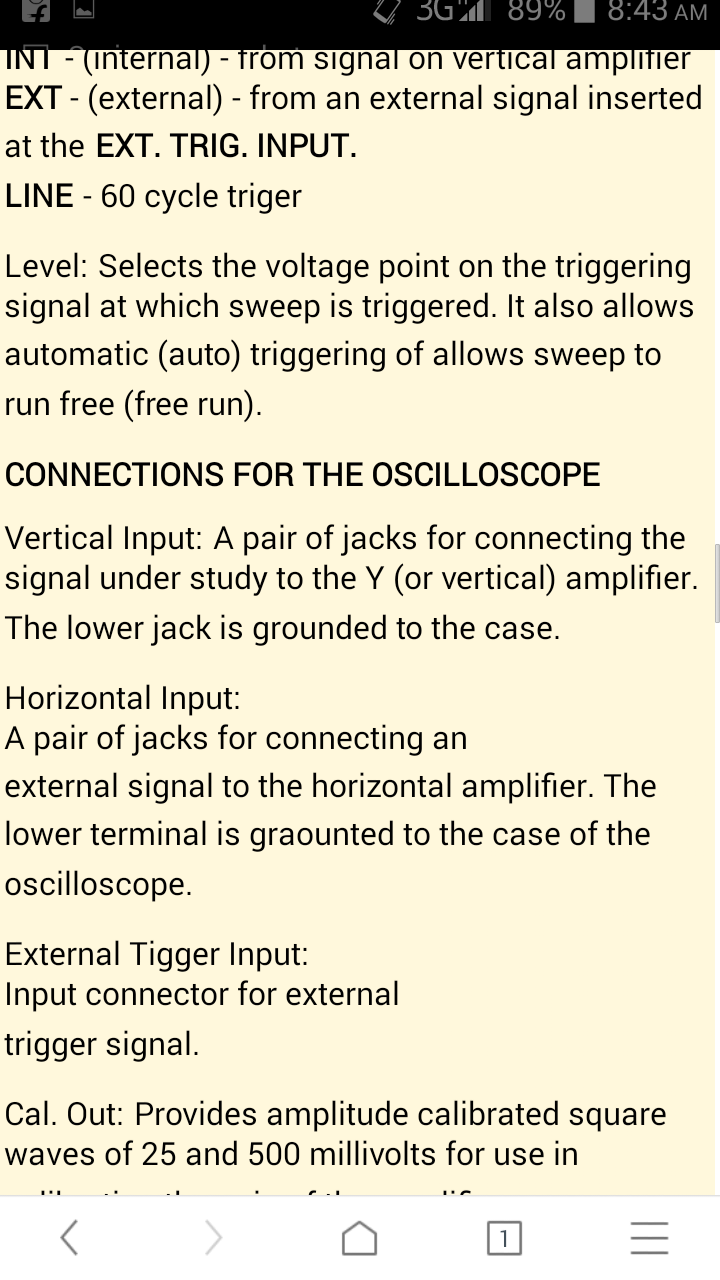 3G 89% 8:43 AM
INT - (internal) - from signal on vertical amplifier
EXT - (external) - from an external signal inserted
at the EXT. TRIG. INPUT.
LINE - 60 cycle triger
Level: Selects the voltage point on the triggering
signal at which sweep is triggered. It also allows
automatic (auto) triggering of allows sweep to
run free (free run).
CONNECTIONS FOR THE OSCILLOSCOPE
Vertical Input: A pair of jacks for connecting the
signal under study to the Y (or vertical) amplifier.
The lower jack is grounded to the case.
Horizontal Input:
A pair of jacks for connecting an
external signal to the horizontal amplifier. The
lower terminal is graounted to the case of the
oscilloscope.
External Tigger Input:
Input connector for external
trigger signal.
Cal. Out: Provides amplitude calibrated square
waves of 25 and 500 millivolts for use in
1